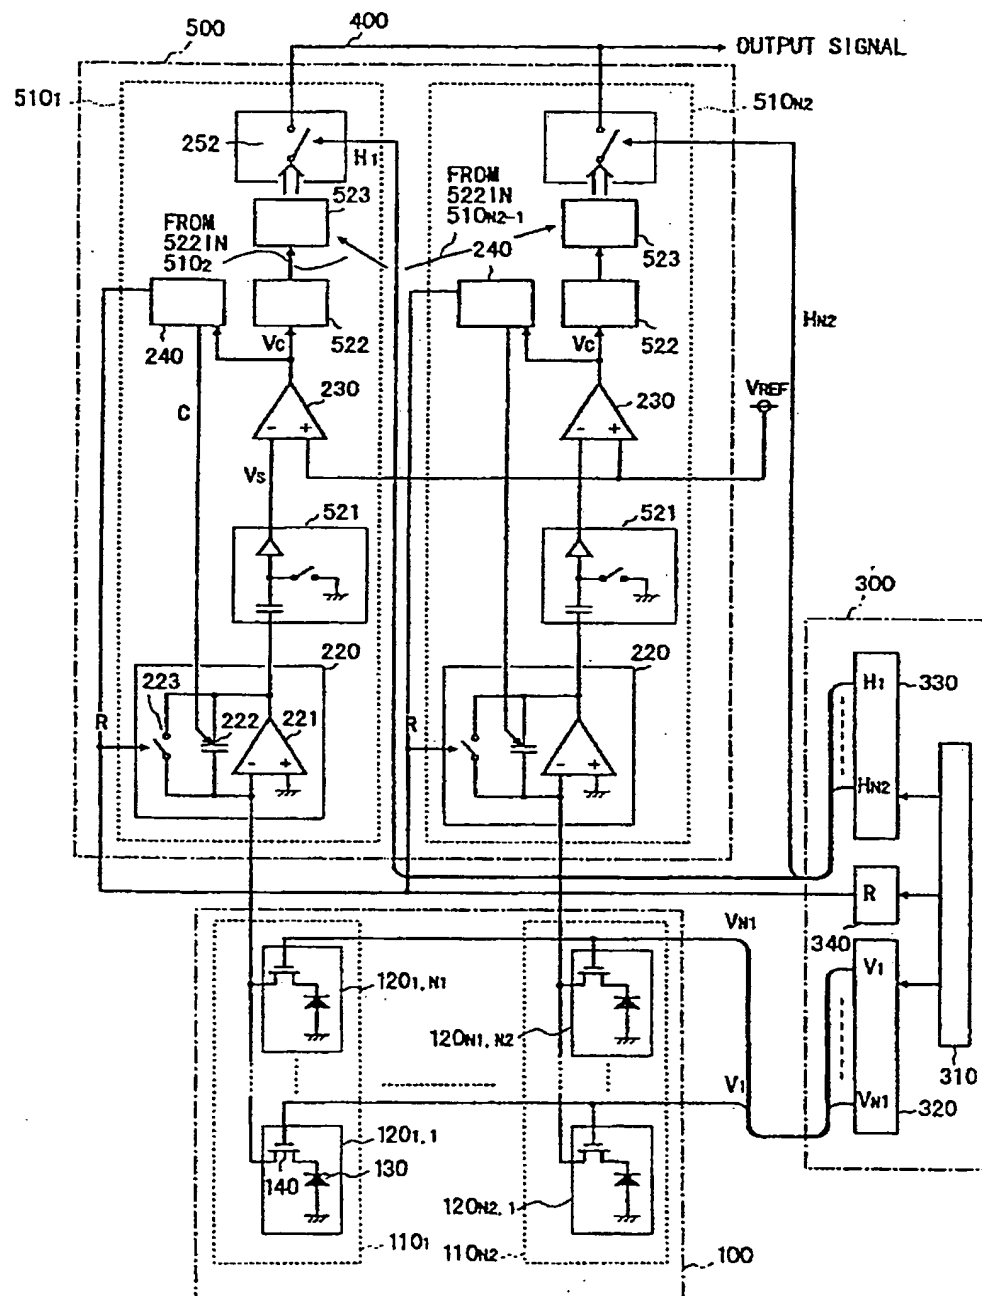 500
400
OUTPUT SIGNAL
510₁
510N2
252
H₁
FROM
522IN
510N2-1
523
FROM
522IN
510₂
240
523
522
522
HN2
240
Vc
Vc
230
230
VREF
C
Vs
521
521
300
220
220
223
222
221
R
R
H₁
330
HN2
R
340
VN1
V₁
120₁,N1
120N1,N2
310
V₁
VN1
320
120₁,₁
140
130
120N2,₁
110₁
110N2
100